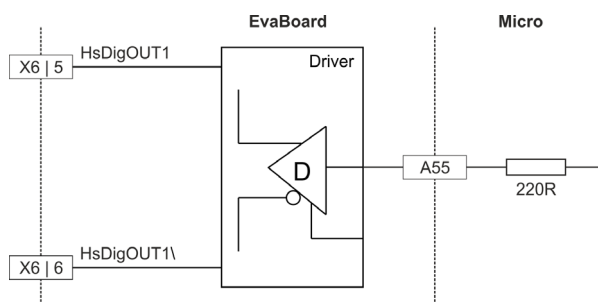 EvaBoard Micro
X6 | 5 HsDigOUT1 Driver
D A55
220R
X6 | 6 HsDigOUT1\